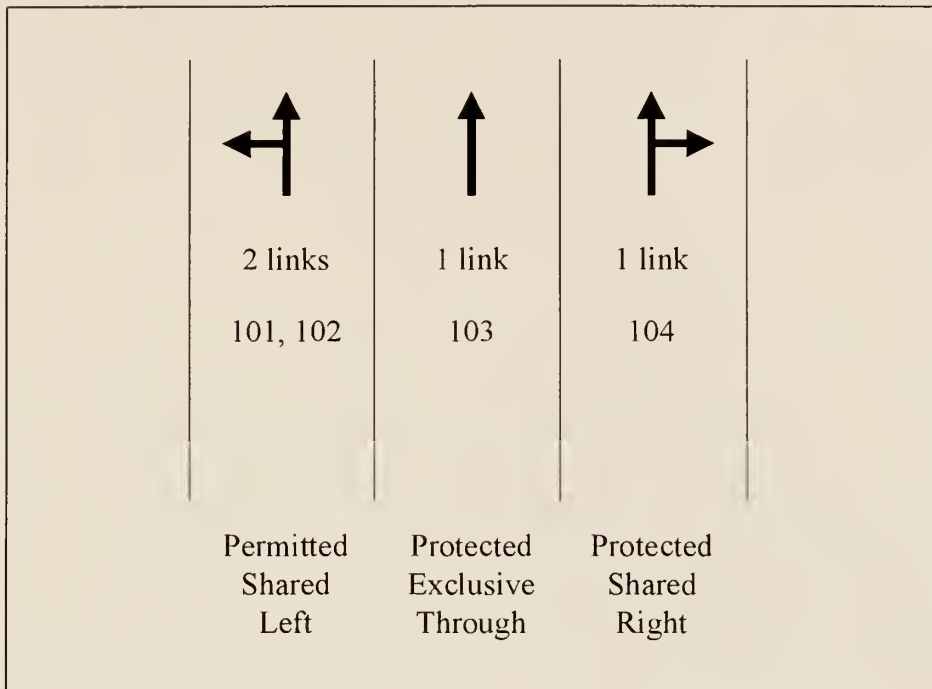 2 links
1 link
1 link
101, 102
103
104
Permitted
Shared
Left
Protected
Exclusive
Through
Protected
Shared
Right